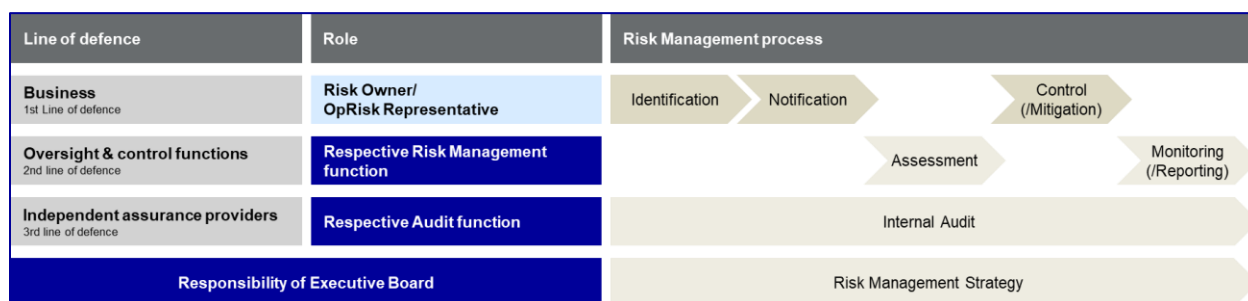 Line of defence
Role
Risk Management process
Business
1st Line of defence
Risk Owner/
OpRisk Representative
Identification
Notification
Control
(/Mitigation)
Oversight & control functions
2nd line of defence
Respective Risk Management
function
Assessment
Monitoring
(/Reporting)
Independent assurance providers
3rd line of defence
Respective Audit function
Internal Audit
Responsibility of Executive Board
Risk Management Strategy